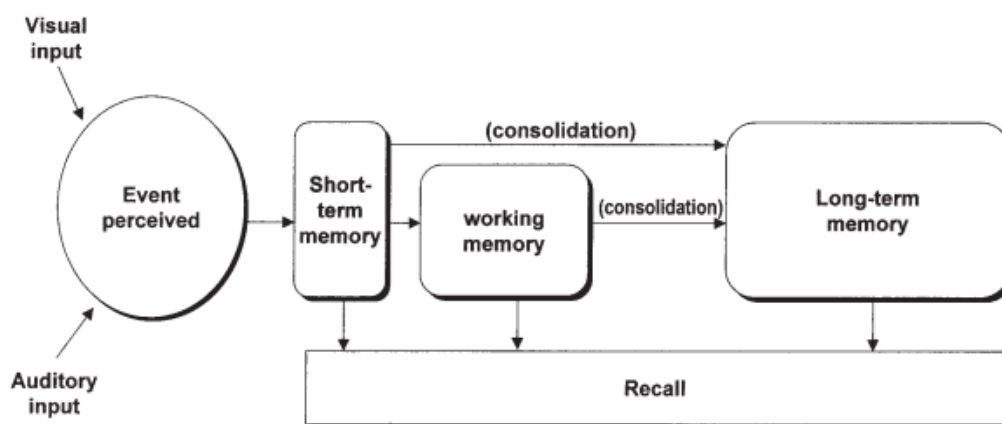 Visual
input
Event
perceived
Auditory
input
Short-
term
memory
(consolidation)
working
memory
(consolidation)
Long-term
memory
Recall